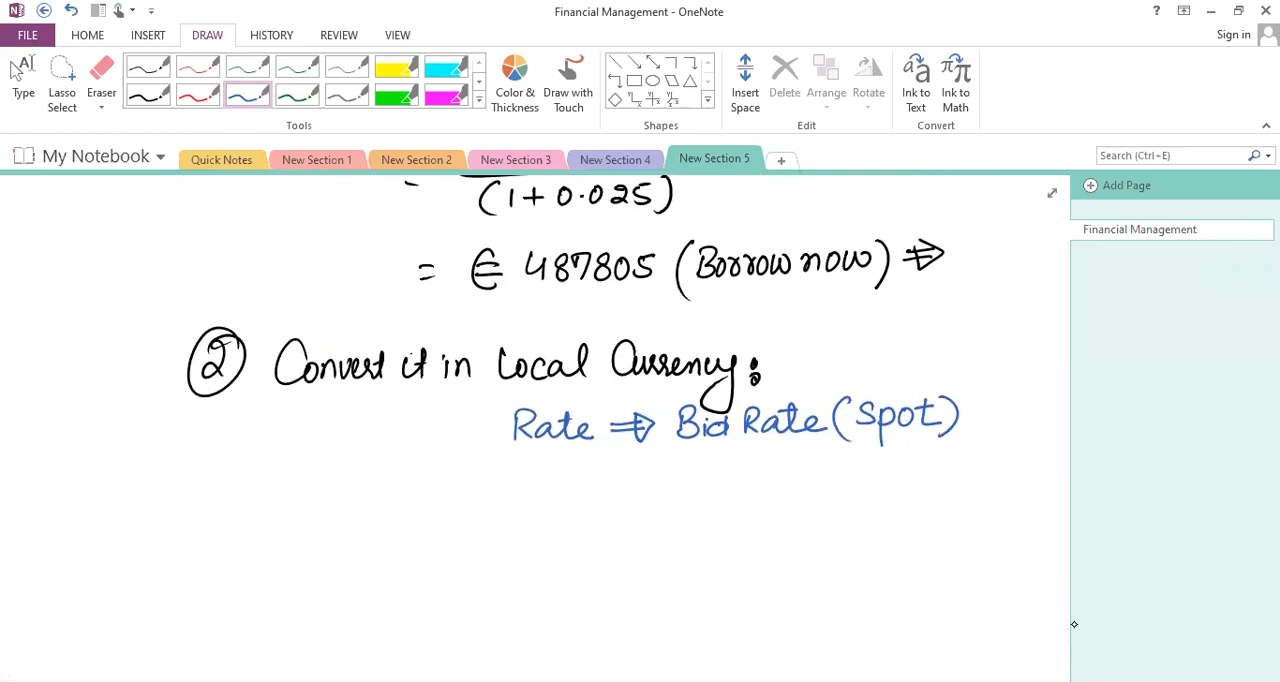 Financial Management - OneNote
FILE HOME INSERT DRAW HISTORY REVIEW VIEW Sign in
Type Lasso Select Eraser Color & Thickness Draw with Touch Insert Space Delete Arrange Rotate Ink to Text Ink to Math
Tools Shapes Edit Convert
My Notebook Quick Notes New Section 1 New Section 2 New Section 3 New Section 4 New Section 5 Search (Ctrl+E)
Add Page
Financial Management
= (1+0.025)
= € 487805 (Borrow now) ⇒
② Convert it in Local Currency:
Rate ⇒ Bid Rate (Spot)